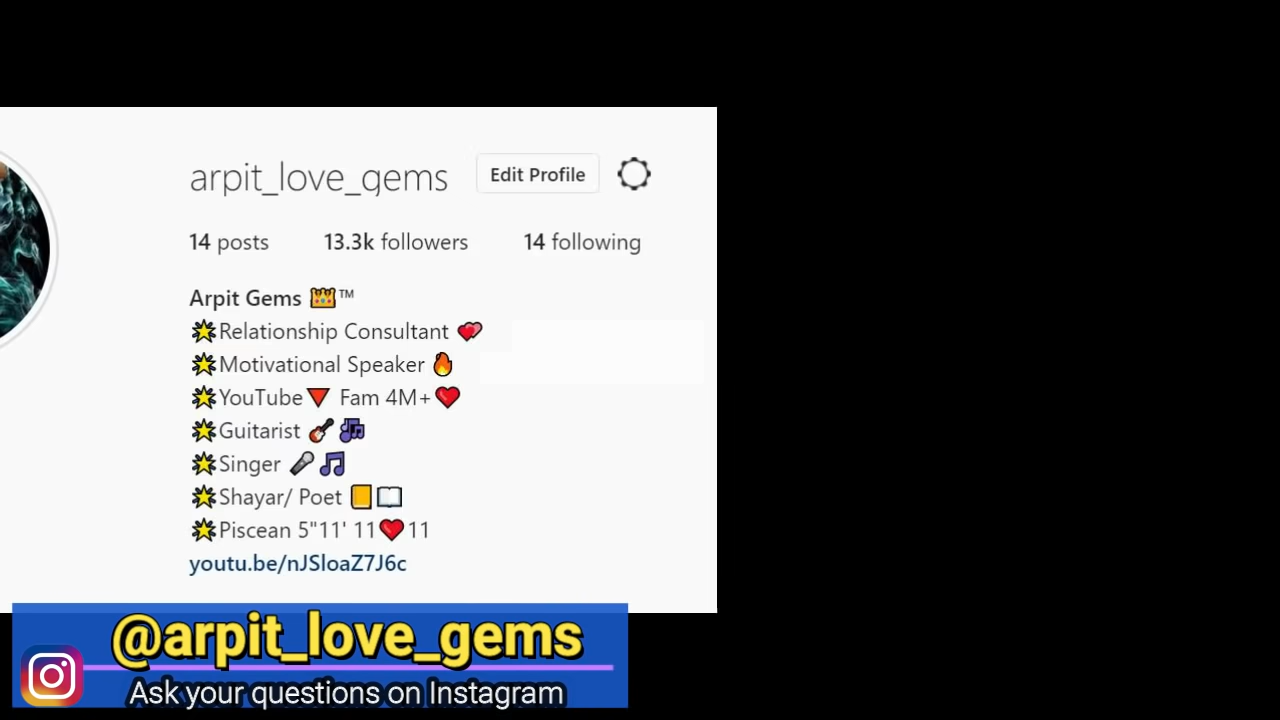 arpit_love_gems Edit Profile
14 posts 13.3k followers 14 following
Arpit Gems 👑™
🌟Relationship Consultant 💕
🌟Motivational Speaker 🔥
🌟YouTube🔻 Fam 4M+❤️
🌟Guitarist 🎸🎶
🌟Singer 🎤🎵
🌟Shayar/ Poet 📒📖
🌟Piscean 5"11' 11❤️11
youtu.be/nJSloaZ7J6c
@arpit_love_gems
Ask your questions on Instagram